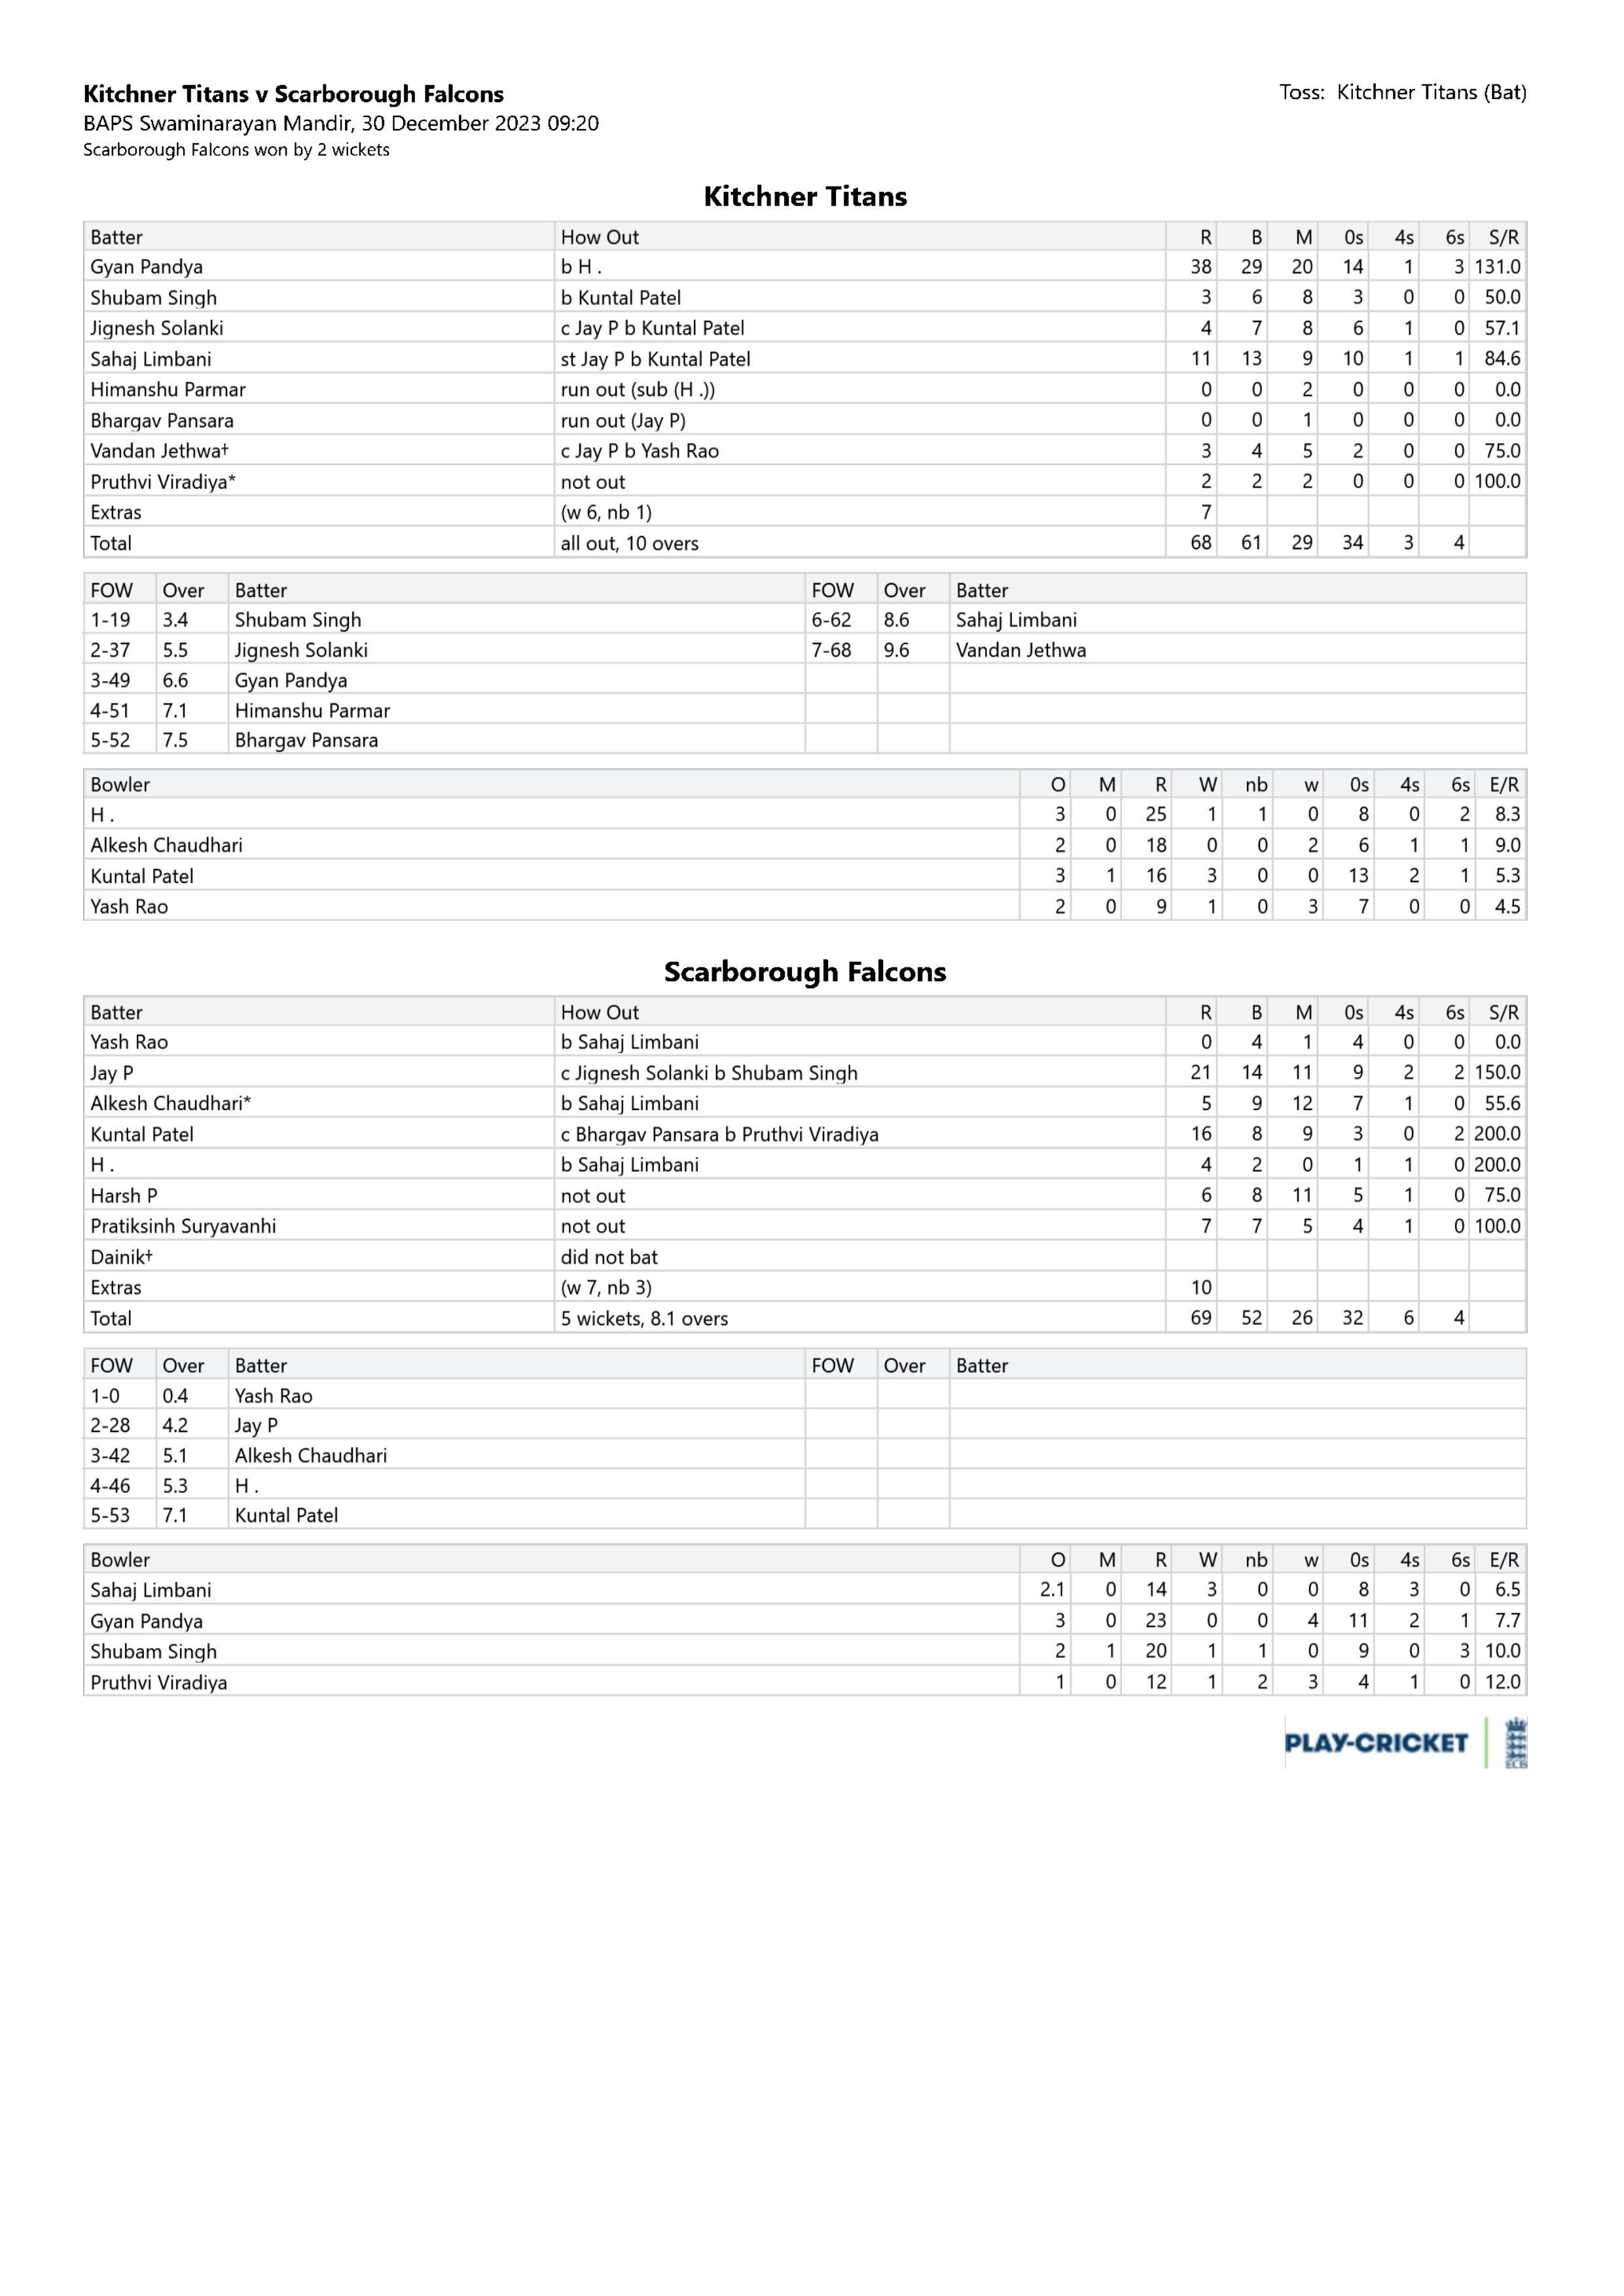 Kitchner Titans v Scarborough Falcons
Toss: Kitchner Titans (Bat)
BAPS Swaminarayan Mandir, 30 December 2023 09:20
Scarborough Falcons won by 2 wickets
Kitchner Titans
Batter How Out R B M 0s 4s 6s S/R
Gyan Pandya b H . 38 29 20 14 1 3 131.0
Shubam Singh b Kuntal Patel 3 6 8 3 0 0 50.0
Jignesh Solanki c Jay P b Kuntal Patel 4 7 8 6 1 0 57.1
Sahaj Limbani st Jay P b Kuntal Patel 11 13 9 10 1 1 84.6
Himanshu Parmar run out (sub (H .)) 0 0 2 0 0 0 0.0
Bhargav Pansara run out (Jay P) 0 0 1 0 0 0 0.0
Vandan Jethwa† c Jay P b Yash Rao 3 4 5 2 0 0 75.0
Pruthvi Viradiya* not out 2 2 2 0 0 0 100.0
Extras (w 6, nb 1) 7
Total all out, 10 overs 68 61 29 34 3 4
FOW Over Batter FOW Over Batter
1-19 3.4 Shubam Singh 6-62 8.6 Sahaj Limbani
2-37 5.5 Jignesh Solanki 7-68 9.6 Vandan Jethwa
3-49 6.6 Gyan Pandya
4-51 7.1 Himanshu Parmar
5-52 7.5 Bhargav Pansara
Bowler O M R W nb w 0s 4s 6s E/R
H . 3 0 25 1 1 0 8 0 2 8.3
Alkesh Chaudhari 2 0 18 0 0 2 6 1 1 9.0
Kuntal Patel 3 1 16 3 0 0 13 2 1 5.3
Yash Rao 2 0 9 1 0 3 7 0 0 4.5
Scarborough Falcons
Batter How Out R B M 0s 4s 6s S/R
Yash Rao b Sahaj Limbani 0 4 1 4 0 0 0.0
Jay P c Jignesh Solanki b Shubam Singh 21 14 11 9 2 2 150.0
Alkesh Chaudhari* b Sahaj Limbani 5 9 12 7 1 0 55.6
Kuntal Patel c Bhargav Pansara b Pruthvi Viradiya 16 8 9 3 0 2 200.0
H . b Sahaj Limbani 4 2 0 1 1 0 200.0
Harsh P not out 6 8 11 5 1 0 75.0
Pratiksinh Suryavanhi not out 7 7 5 4 1 0 100.0
Dainik† did not bat
Extras (w 7, nb 3) 10
Total 5 wickets, 8.1 overs 69 52 26 32 6 4
FOW Over Batter FOW Over Batter
1-0 0.4 Yash Rao
2-28 4.2 Jay P
3-42 5.1 Alkesh Chaudhari
4-46 5.3 H .
5-53 7.1 Kuntal Patel
Bowler O M R W nb w 0s 4s 6s E/R
Sahaj Limbani 2.1 0 14 3 0 0 8 3 0 6.5
Gyan Pandya 3 0 23 0 0 4 11 2 1 7.7
Shubam Singh 2 1 20 1 1 0 9 0 3 10.0
Pruthvi Viradiya 1 0 12 1 2 3 4 1 0 12.0
PLAY-CRICKET
ECB